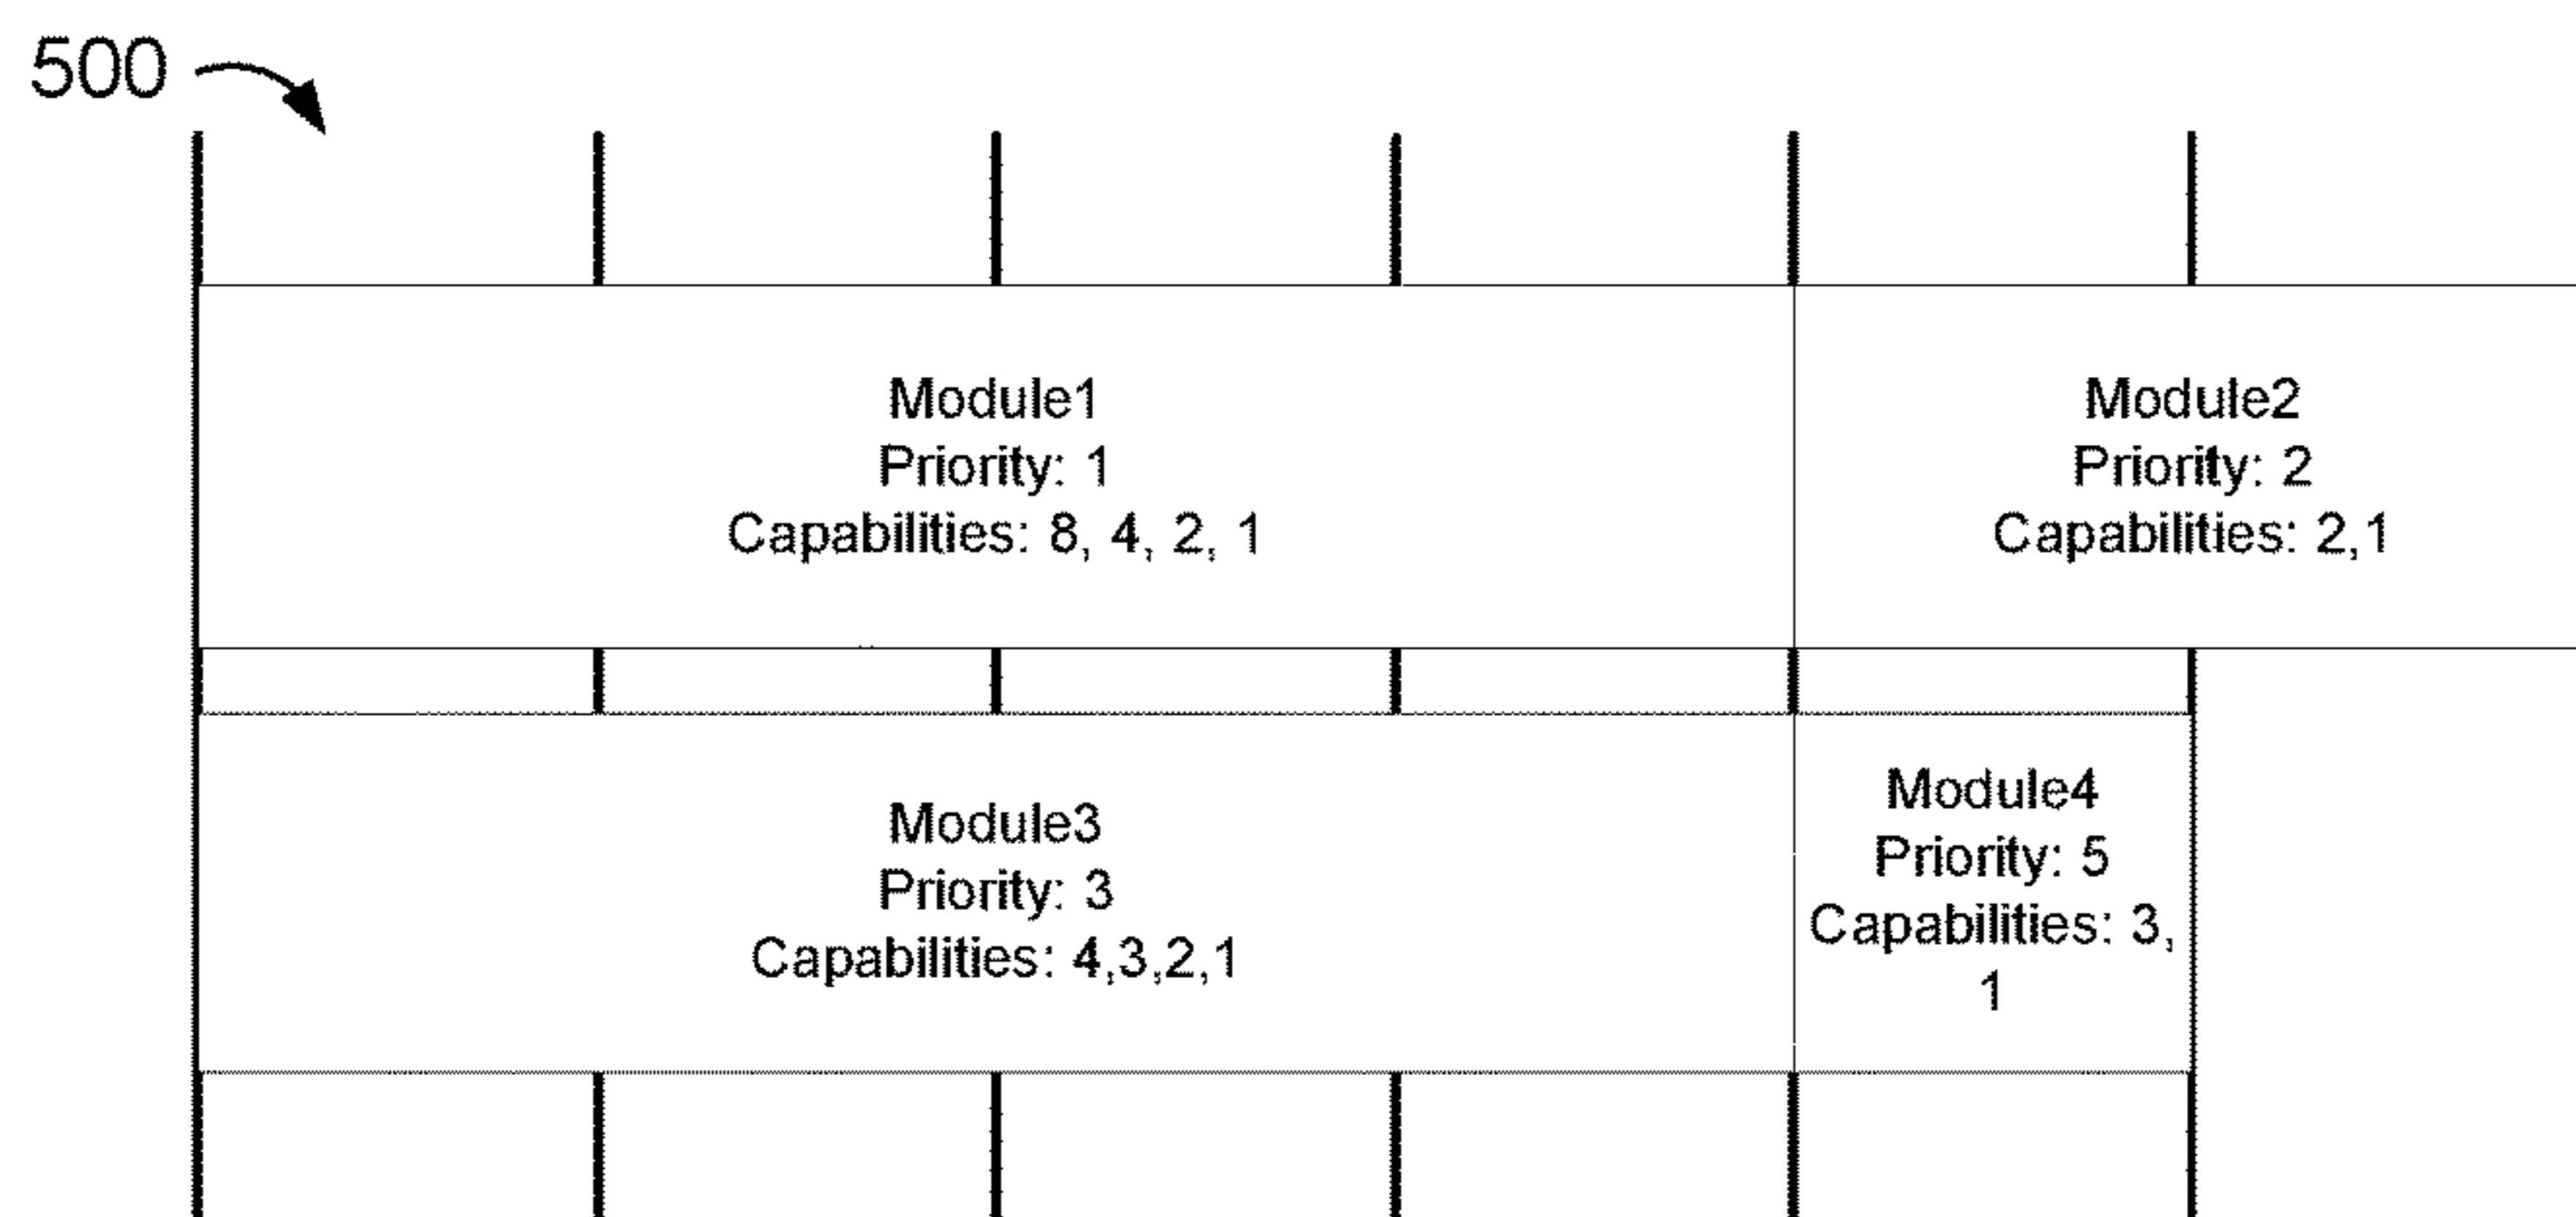 500
Module1
Priority: 1
Capabilities: 8, 4, 2, 1
Module2
Priority: 2
Capabilities: 2,1
Module3
Priority: 3
Capabilities: 4,3,2,1
Module4
Priority: 5
Capabilities: 3,
1